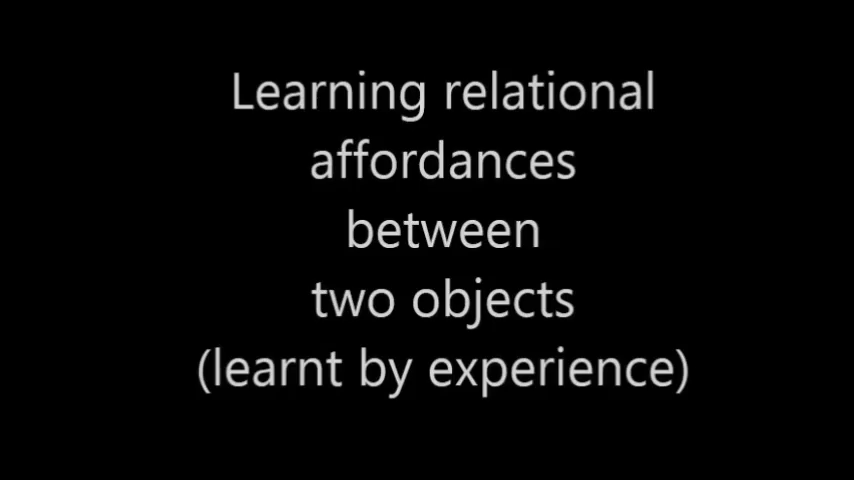 Learning relational
affordances
between
two objects
(learnt by experience)